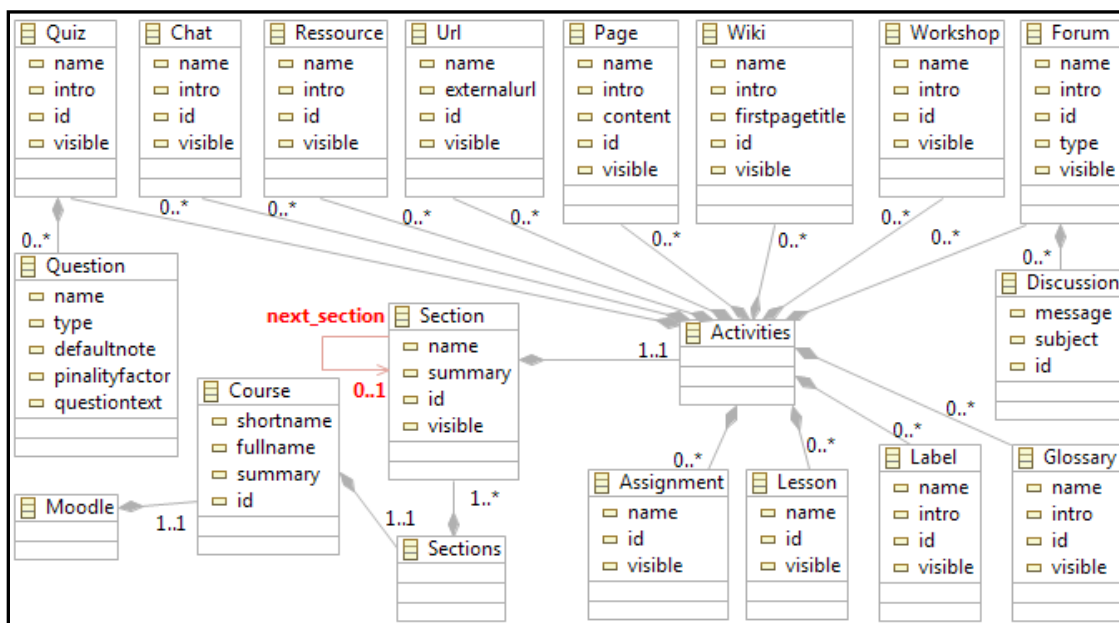 Quiz
name
intro
id
visible
Chat
name
intro
id
visible
Ressource
name
intro
id
visible
Url
name
externalurl
id
visible
Page
name
intro
content
id
visible
Wiki
name
intro
firstpagetitle
id
visible
Workshop
name
intro
id
visible
Forum
name
intro
id
type
visible
0..*
0..*
0..*
0..*
0..*
0..*
0..*
0..*
0..*
0..*
Question
name
type
defaultnote
pinalityfactor
questiontext
next_section
0..1
Section
name
summary
id
visible
1..1
Activities
Discussion
message
subject
id
Course
shortname
fullname
summary
id
Moodle
1..1
1..1
1..*
Sections
0..*
Assignment
name
id
visible
0..*
Lesson
name
id
visible
0..*
Label
name
intro
id
visible
0..*
Glossary
name
intro
id
visible